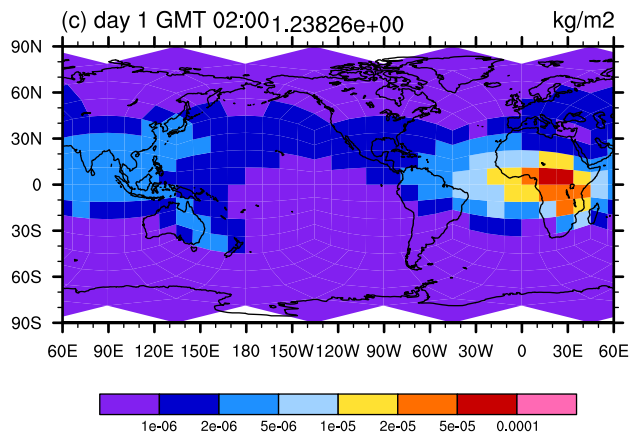 (c) day 1 GMT 02:00 1.23826e+00 kg/m2
90N
60N
30N
0
30S
60S
90S
60E 90E 120E 150E 180 150W 120W 90W 60W 30W 0 30E 60E
1e-06 2e-06 5e-06 1e-05 2e-05 5e-05 0.0001